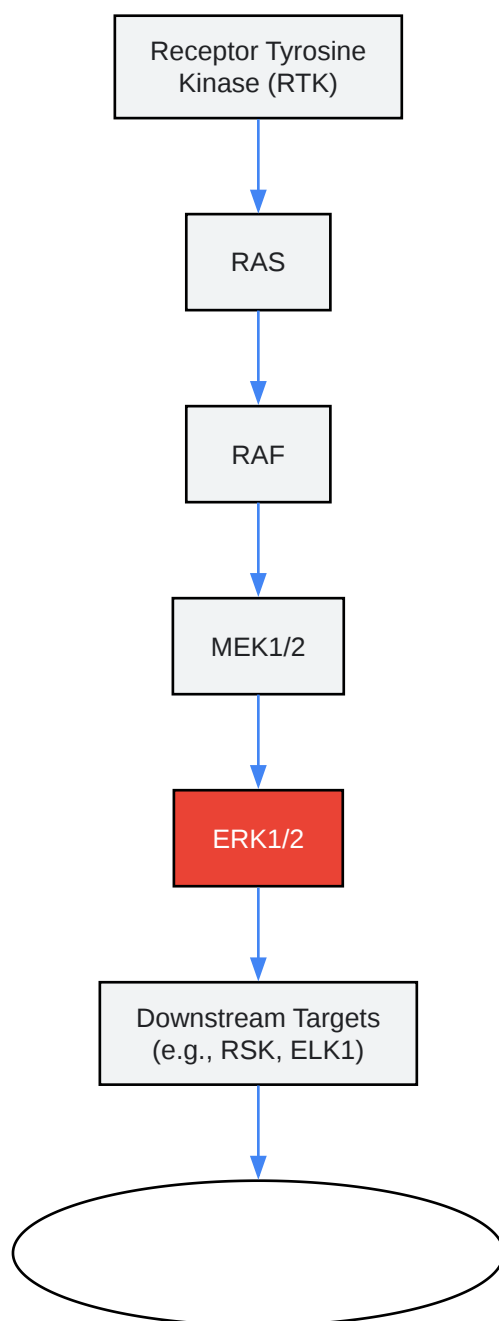 Receptor Tyrosine
Kinase (RTK)
RAS
RAF
MEK1/2
ERK1/2
Downstream Targets
(e.g., RSK, ELK1)